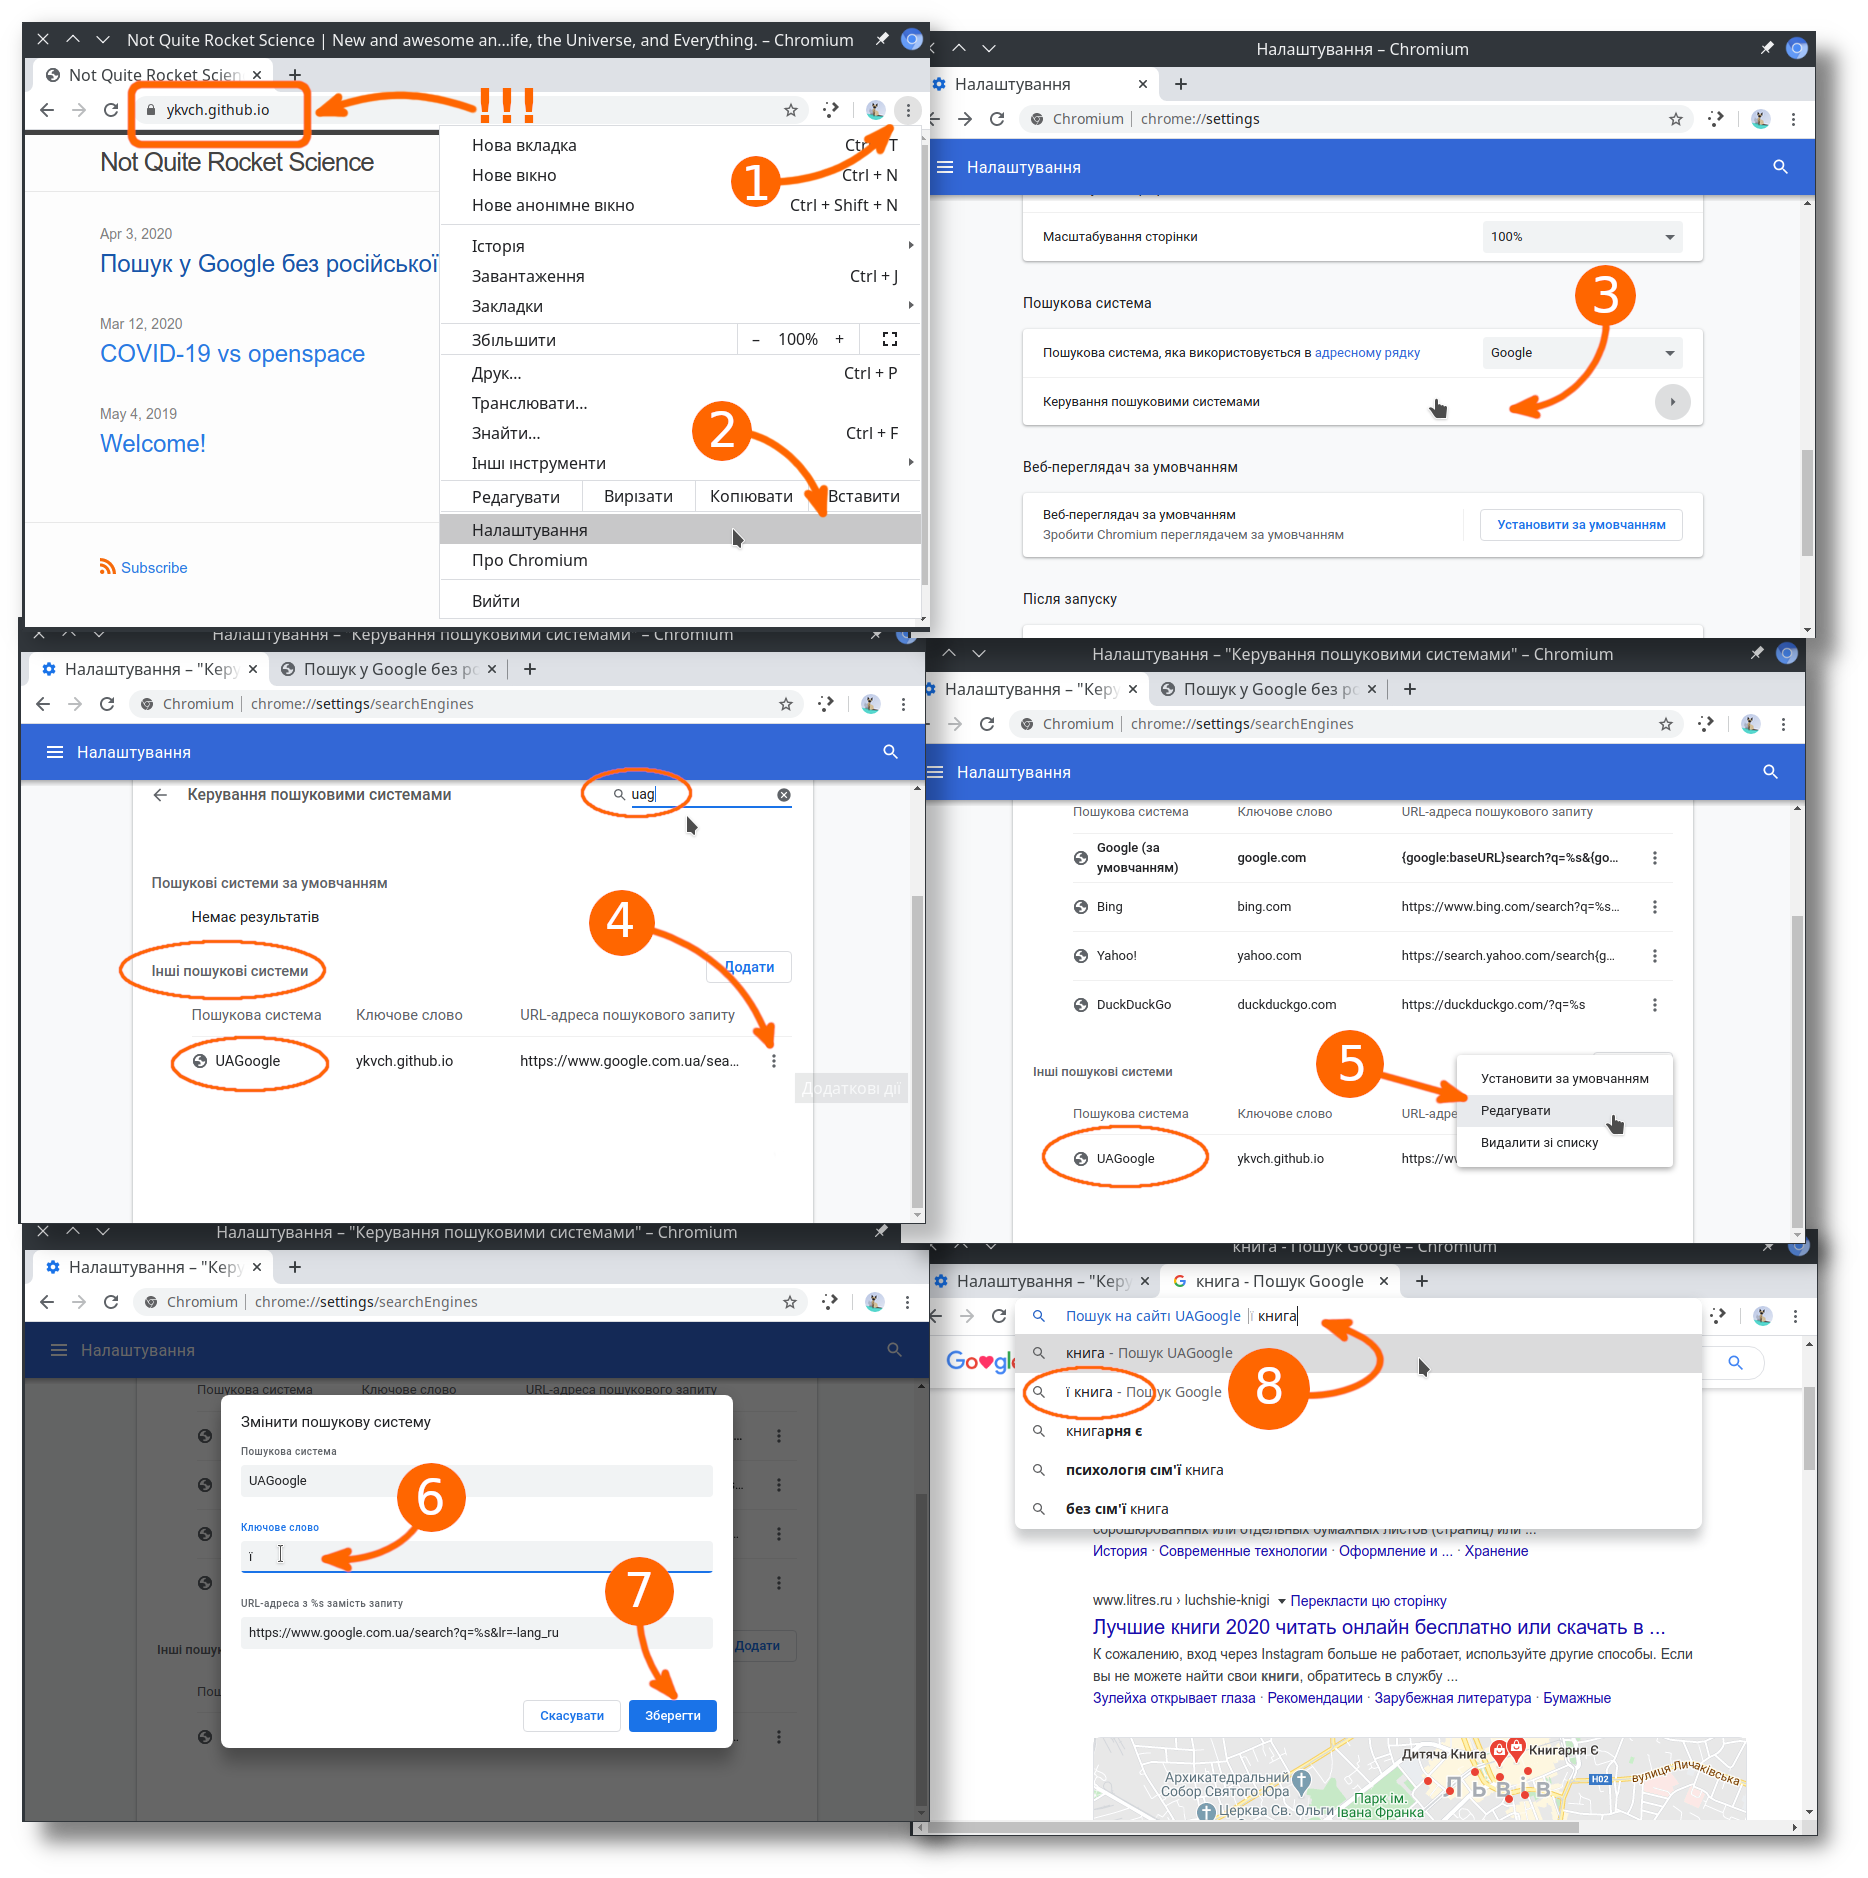 Not Quite Rocket Science | New and awesome an...ife, the Universe, and Everything. – Chromium
Not Quite Rocket Scien
ykvch.github.io
!!!
1
Not Quite Rocket Science
Apr 3, 2020
Пошук у Google без російської
Mar 12, 2020
COVID-19 vs openspace
May 4, 2019
Welcome!
Subscribe
Нова вкладка
Нове вікно Ctrl + N
Нове анонімне вікно Ctrl + Shift + N
Історія
Завантаження Ctrl + J
Закладки
Збільшити – 100% +
Друк... Ctrl + P
Транслювати...
Знайти... Ctrl + F
2
Інші інструменти
Редагувати Вирізати Копіювати Вставити
Налаштування
Про Chromium
Вийти
Налаштування – Chromium
Налаштування
Chromium | chrome://settings
Налаштування
Масштабування сторінки 100%
3
Пошукова система
Пошукова система, яка використовується в адресному рядку Google
Керування пошуковими системами
Веб-переглядач за умовчанням
Веб-переглядач за умовчанням
Зробити Chromium переглядачем за умовчанням
Установити за умовчанням
Після запуску
Налаштування – "Керування пошуковими системами" – Chromium
Налаштування – "Керу Пошук у Google без рс
Chromium | chrome://settings/searchEngines
Налаштування
Керування пошуковими системами uag
Пошукові системи за умовчанням
Немає результатів
4
Інші пошукові системи Додати
Пошукова система Ключове слово URL-адреса пошукового запиту
UAGoogle ykvch.github.io https://www.google.com.ua/sea...
Додаткові дії
Налаштування – "Керування пошуковими системами" – Chromium
Налаштування – "Керу Пошук у Google без рс
Chromium | chrome://settings/searchEngines
Налаштування
Пошукова система Ключове слово URL-адреса пошукового запиту
Google (за умовчанням) google.com {google:baseURL}search?q=%s&{go...
Bing bing.com https://www.bing.com/search?q=%s...
Yahoo! yahoo.com https://search.yahoo.com/search{g...
DuckDuckGo duckduckgo.com https://duckduckgo.com/?q=%s
5
Інші пошукові системи
Установити за умовчанням
Редагувати
Видалити зі списку
Пошукова система Ключове слово URL-адре
UAGoogle ykvch.github.io https://w
Налаштування – "Керування пошуковими системами" – Chromium
Налаштування – "Керу
Chromium | chrome://settings/searchEngines
Налаштування
Пошукова система Ключове слово URL-адреса пошукового запиту
Змінити пошукову систему
Пошукова система
UAGoogle
6
Ключове слово
ї
7
URL-адреса з %s замість запиту
https://www.google.com.ua/search?q=%s&lr=-lang_ru
Інші пошук Додати
Пош
Скасувати Зберегти
книга - Пошук Google – Chromium
Налаштування – "Керу книга - Пошук Google
Пошук на сайті UAGoogle | ї книга
книга - Пошук UAGoogle
8
ї книга - Пошук Google
книгарня є
психологія сім'ї книга
без сім'ї книга
сорошюрованных или отдельных бумажных листов (страниц) или ...
История · Современные технологии · Оформление и ... · Хранение
www.litres.ru › luchshie-knigi Перекласти цю сторінку
Лучшие книги 2020 читать онлайн бесплатно или скачать в ...
К сожалению, вход через Instagram больше не работает, используйте другие способы. Если
вы не можете найти свои книги, обратитесь в службу ...
Зулейха открывает глаза · Рекомендации · Зарубежная литература · Бумажные
Дитяча Книга Книгарня Є
Архикатедральний
Собор Святого Юра
Львів
H02
вулиця Личаківська
Парк ім.
Івана Франка
Церква Св. Ольги